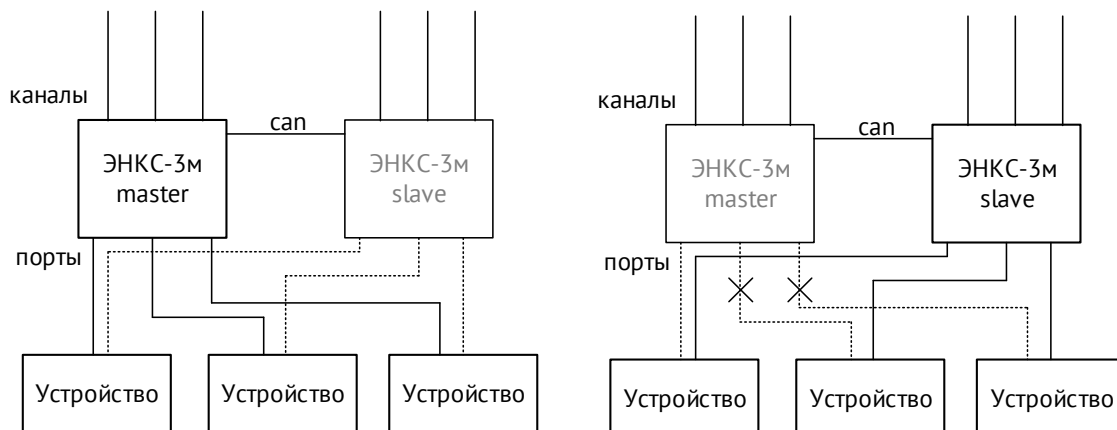 каналы
can
ЭНКС-3м
master
ЭНКС-3м
slave
порты
Устройство
Устройство
Устройство
каналы
can
ЭНКС-3м
master
ЭНКС-3м
slave
порты
Устройство
Устройство
Устройство